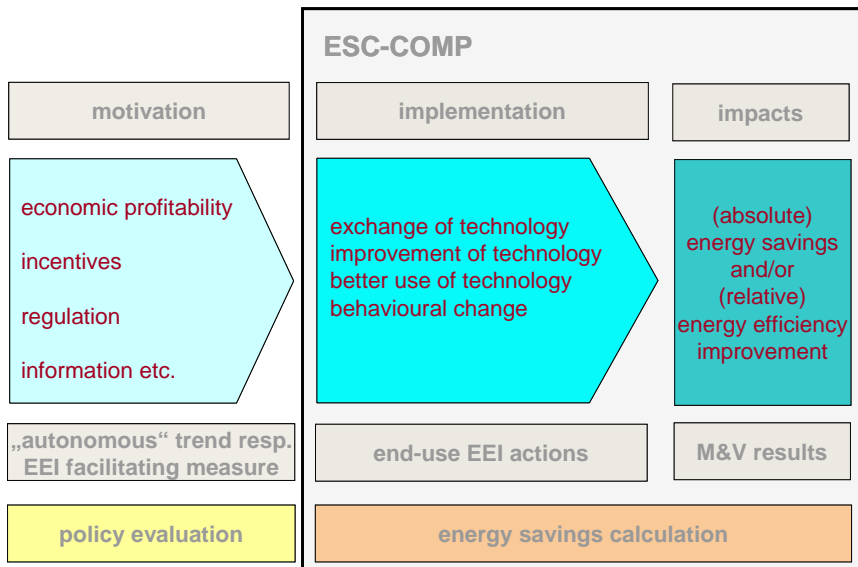 ESC-COMP
motivation
implementation
impacts
economic profitability
incentives
regulation
information etc.
exchange of technology
improvement of technology
better use of technology
behavioural change
(absolute)
energy savings
and/or
(relative)
energy efficiency
improvement
„autonomous“ trend resp.
EEI facilitating measure
end-use EEI actions
M&V results
policy evaluation
energy savings calculation